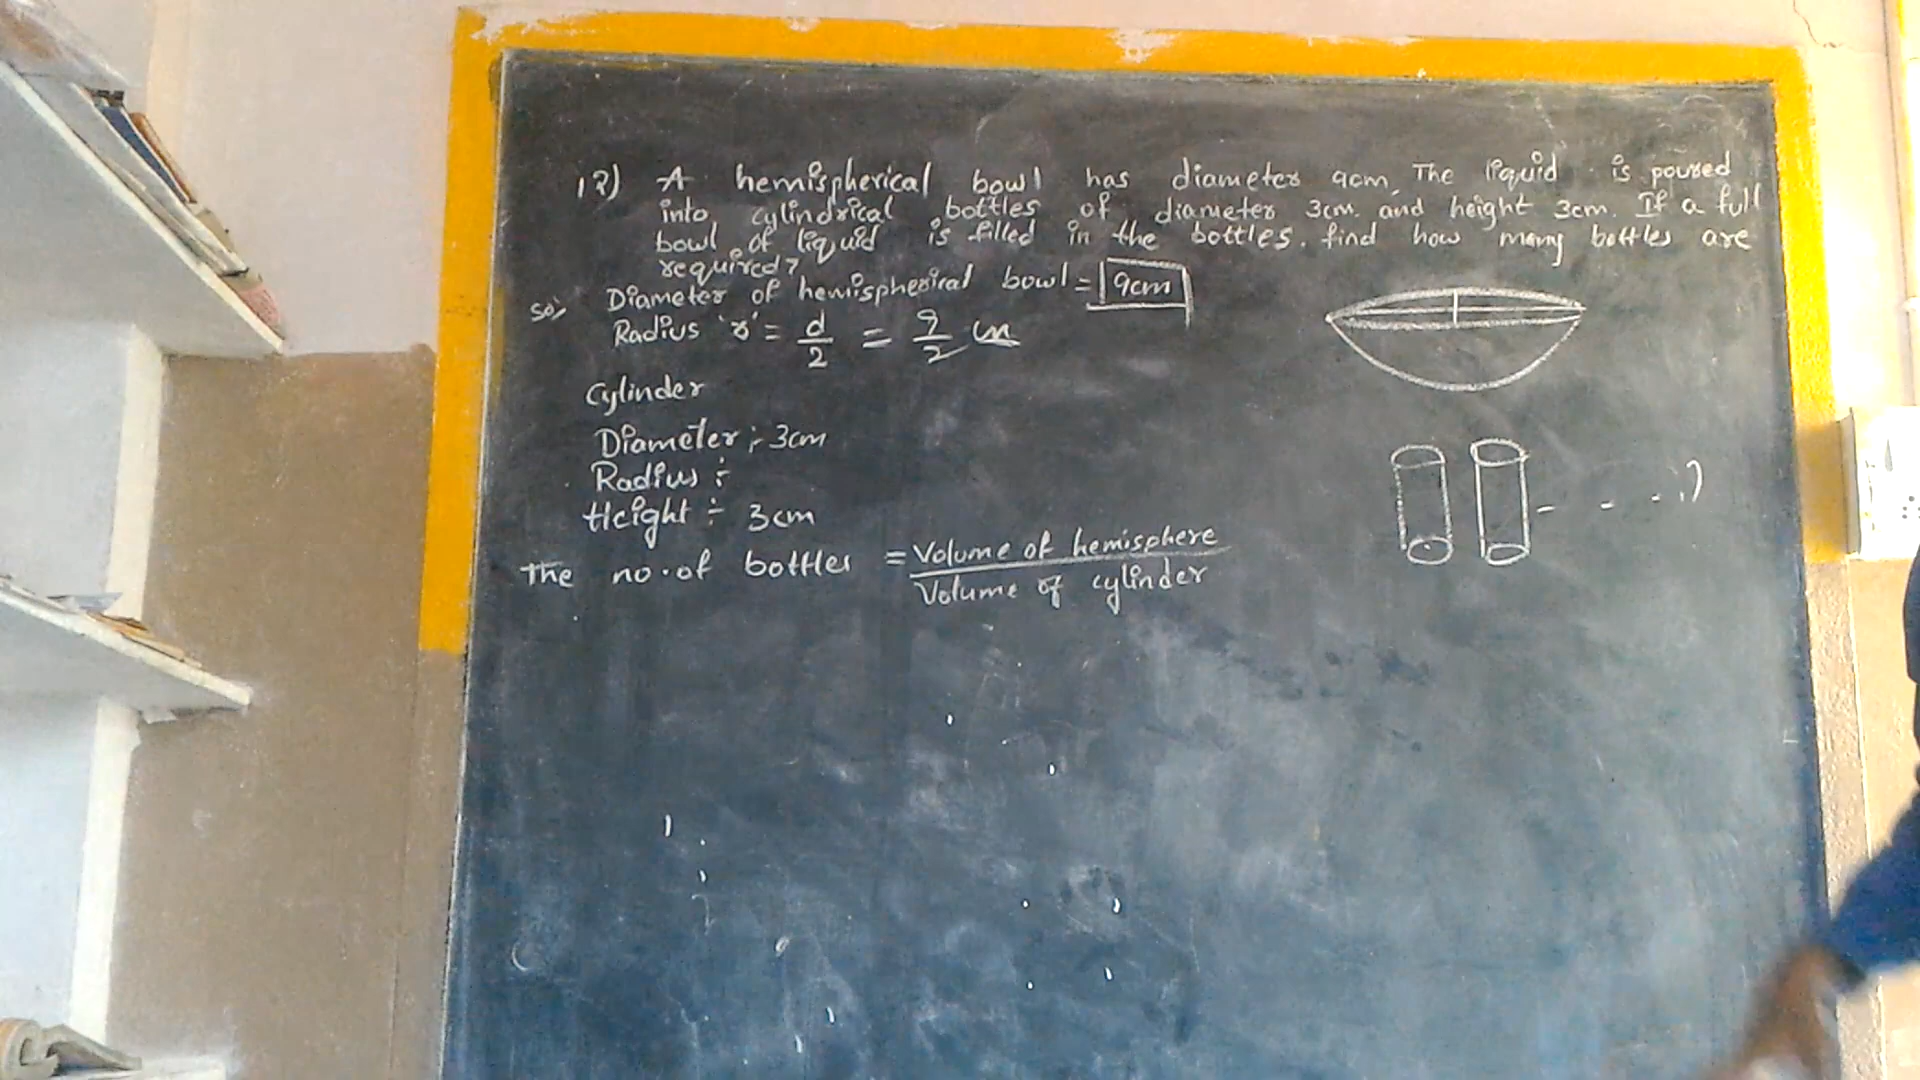 12) A hemispherical bowl has diameter 9cm. The liquid is poured
into cylindrical bottles of diameter 3cm. and height 3cm. If a full
bowl of liquid is filled in the bottles. find how many bottles are
required?
Sol:- Diameter of hemispherical bowl = 9cm
Radius 'r' = d/2 = 9/2 cm
Cylinder
Diameter :- 3cm
Radius :-
Height :- 3cm
The no. of bottles = Volume of hemisphere / Volume of cylinder